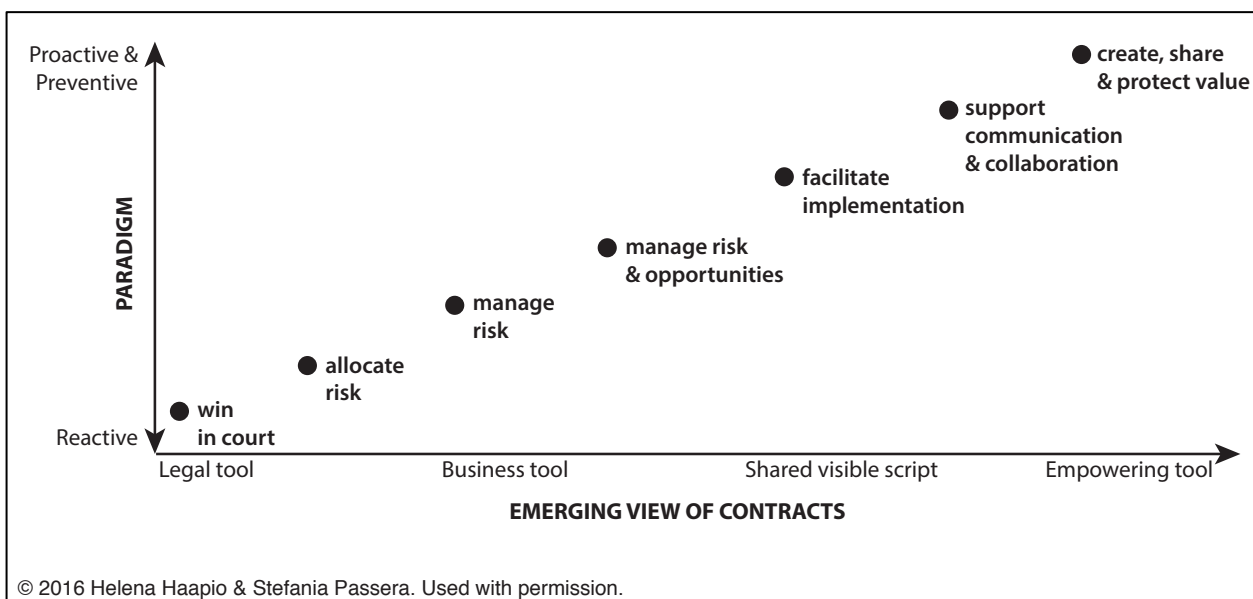 Proactive &
Preventive
create, share
& protect value
support
communication
& collaboration
facilitate
implementation
manage risk
& opportunities
manage
risk
allocate
risk
win
in court
PARADIGM
Reactive
Legal tool
Business tool
Shared visible script
Empowering tool
EMERGING VIEW OF CONTRACTS
© 2016 Helena Haapio & Stefania Passera. Used with permission.